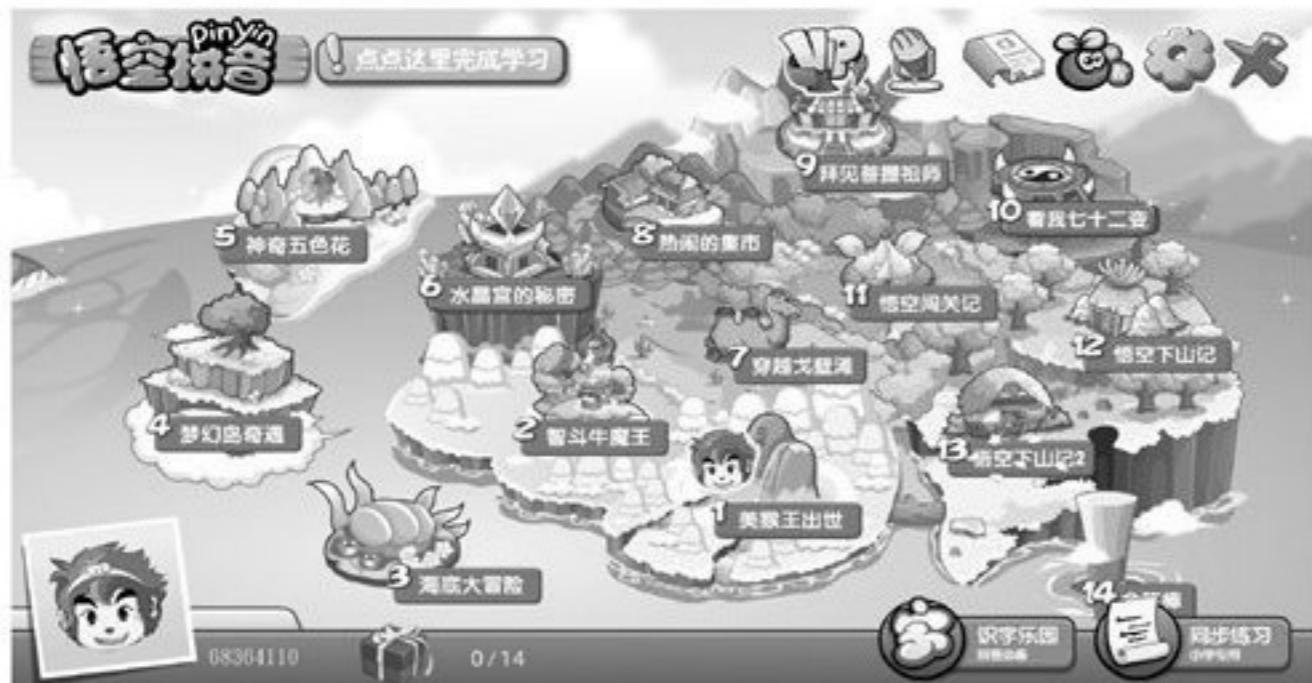 PinYin
悟空拼音
! 点点这里完成学习
VIP
9 拜见菩提祖师
10 看我七十二变
5 神奇五色花
8 热闹的集市
6 水晶宫的秘密
11 悟空闯关记
7 穿越戈壁滩
12 悟空下山记
4 梦幻岛奇遇
2 智斗牛魔王
13 悟空下山记2
1 美猴王出世
3 海底大冒险
14
68364110
0/14
识字乐园
同步练习